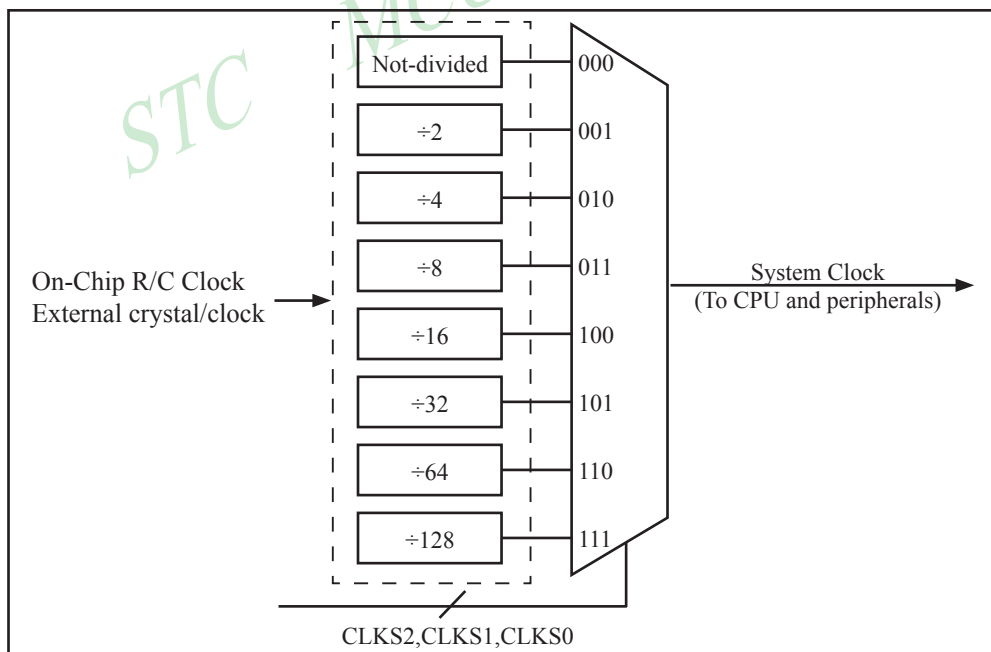 STC MCU
Not-divided
000
÷2
001
÷4
010
÷8
011
÷16
100
÷32
101
÷64
110
÷128
111
On-Chip R/C Clock
External crystal/clock
System Clock
(To CPU and peripherals)
CLKS2,CLKS1,CLKS0